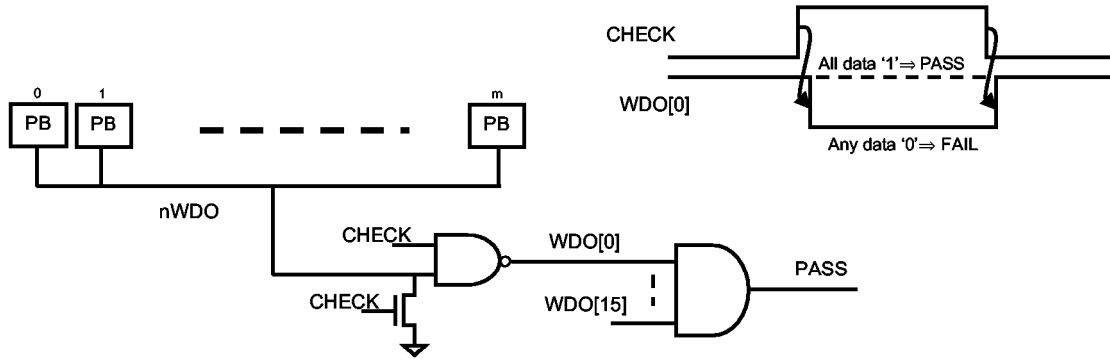 CHECK
All data ‘1’⇒ PASS
WDO[0]
Any data ‘0’⇒ FAIL
0 1 m
PB PB PB
nWDO
CHECK
WDO[0]
PASS
CHECK
WDO[15]